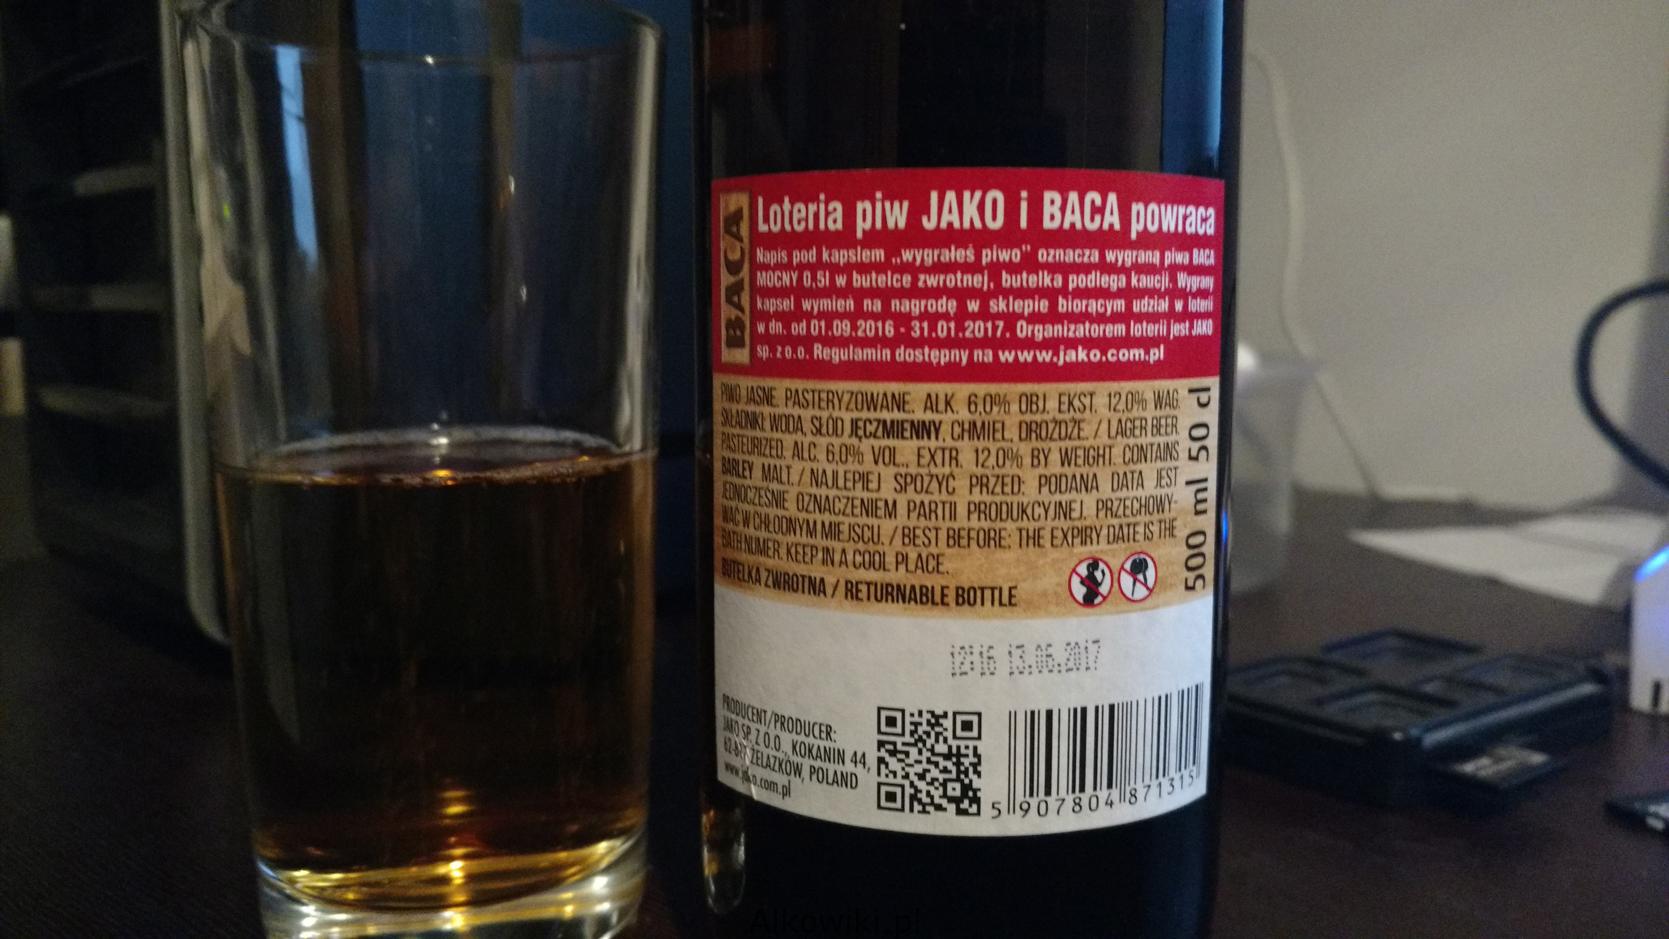 BACA
Loteria piw JAKO i BACA powraca
Napis pod kapslem „wygrałeś piwo” oznacza wygraną piwa BACA
MOCNY 0,5l w butelce zwrotnej, butelka podlega kaucji. Wygrany
kapsel wymień na nagrodę w sklepie biorącym udział w loterii
w dn. od 01.09.2016 - 31.01.2017. Organizatorem loterii jest JAKO
sp. z o.o. Regulamin dostępny na www.jako.com.pl
PIWO JASNE. PASTERYZOWANE. ALK. 6,0% OBJ. EKST. 12,0% WAG.
SKŁADNIKI: WODA, SŁÓD JĘCZMIENNY, CHMIEL, DROŻDŻE. / LAGER BEER.
PASTEURIZED. ALC. 6,0% VOL., EXTR. 12,0% BY WEIGHT. CONTAINS
BARLEY MALT. / NAJLEPIEJ SPOŻYĆ PRZED: PODANA DATA JEST
JEDNOCZEŚNIE OZNACZENIEM PARTII PRODUKCYJNEJ. PRZECHOWY-
WAĆ W CHŁODNYM MIEJSCU. / BEST BEFORE: THE EXPIRY DATE IS THE
BATH NUMER. KEEP IN A COOL PLACE.
BUTELKA ZWROTNA / RETURNABLE BOTTLE
500 ml 50 cl
12:16 13.06.2017
PRODUCENT/PRODUCER:
JAKO SP. Z O.O., KOKANIN 44,
ŻELAZKÓW, POLAND
www.jako.com.pl
5 907804 871315
Alkowiki.pl